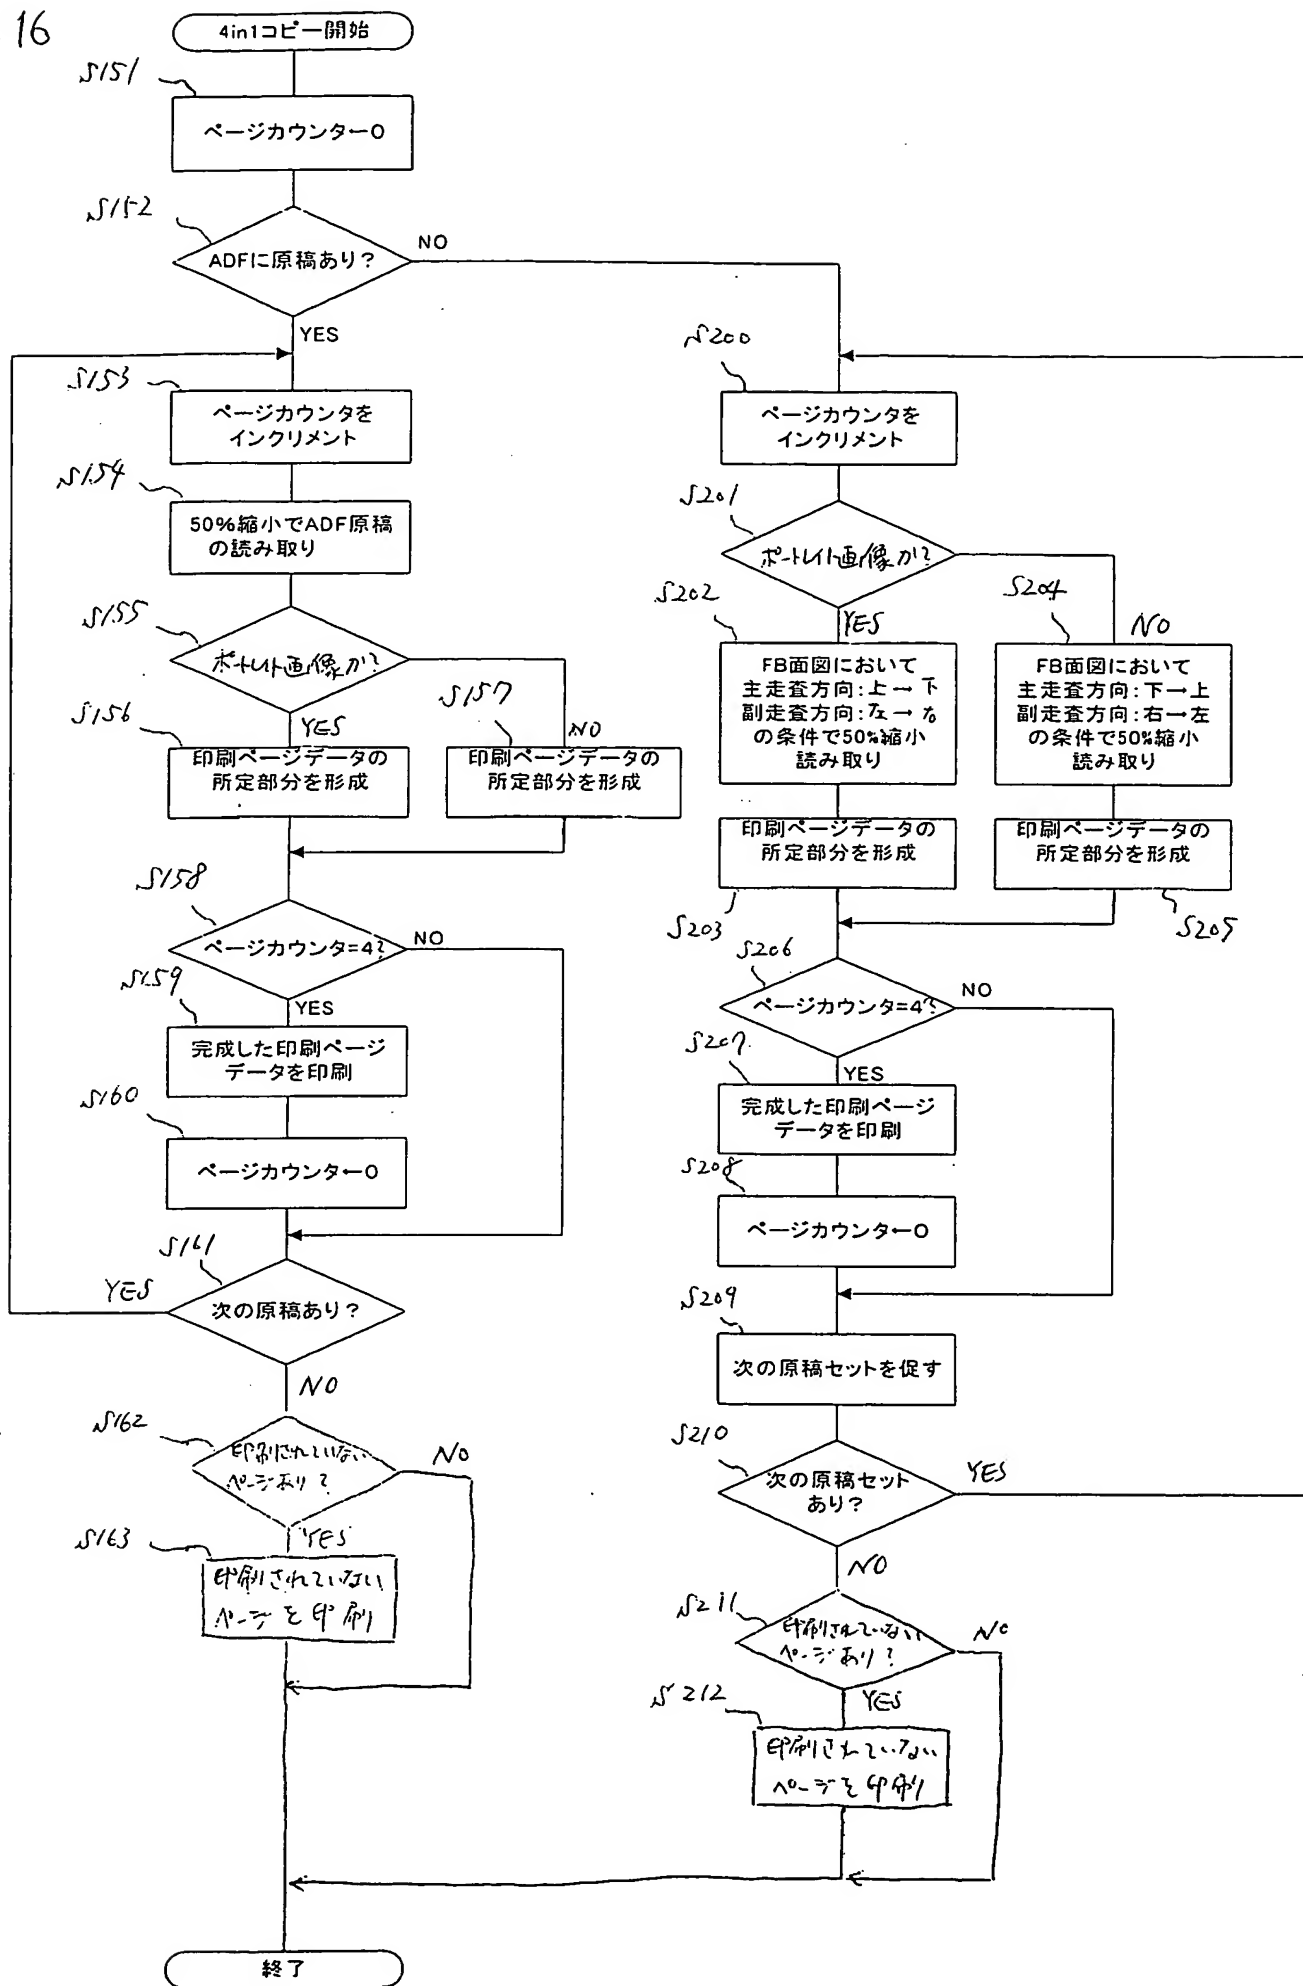 16
4in1コピー開始
S151
ページカウンタ←0
S152
ADFに原稿あり？
NO
YES
S153
ページカウンタを
インクリメント
S154
50%縮小でADF原稿
の読み取り
S155
ポートレイト画像か？
S156
YES
印刷ページデータの
所定部分を形成
S157
NO
印刷ページデータの
所定部分を形成
S158
ページカウンタ=4？
NO
S159
YES
完成した印刷ページ
データを印刷
S160
ページカウンタ←0
S161
YES
次の原稿あり？
NO
S162
印刷されていない
ページあり？
NO
S163
YES
印刷されていない
ページを印刷
S200
ページカウンタを
インクリメント
S201
ポートレイト画像か？
S202
YES
FB面図において
主走査方向：上→下
副走査方向：左→右
の条件で50%縮小
読み取り
S204
NO
FB面図において
主走査方向：下→上
副走査方向：右→左
の条件で50%縮小
読み取り
印刷ページデータの
所定部分を形成
S203
印刷ページデータの
所定部分を形成
S205
S206
ページカウンタ=4？
NO
S207
YES
完成した印刷ページ
データを印刷
S208
ページカウンタ←0
S209
次の原稿セットを促す
S210
次の原稿セット
あり？
YES
NO
S211
印刷されていない
ページあり？
NO
S212
YES
印刷されていない
ページを印刷
終了